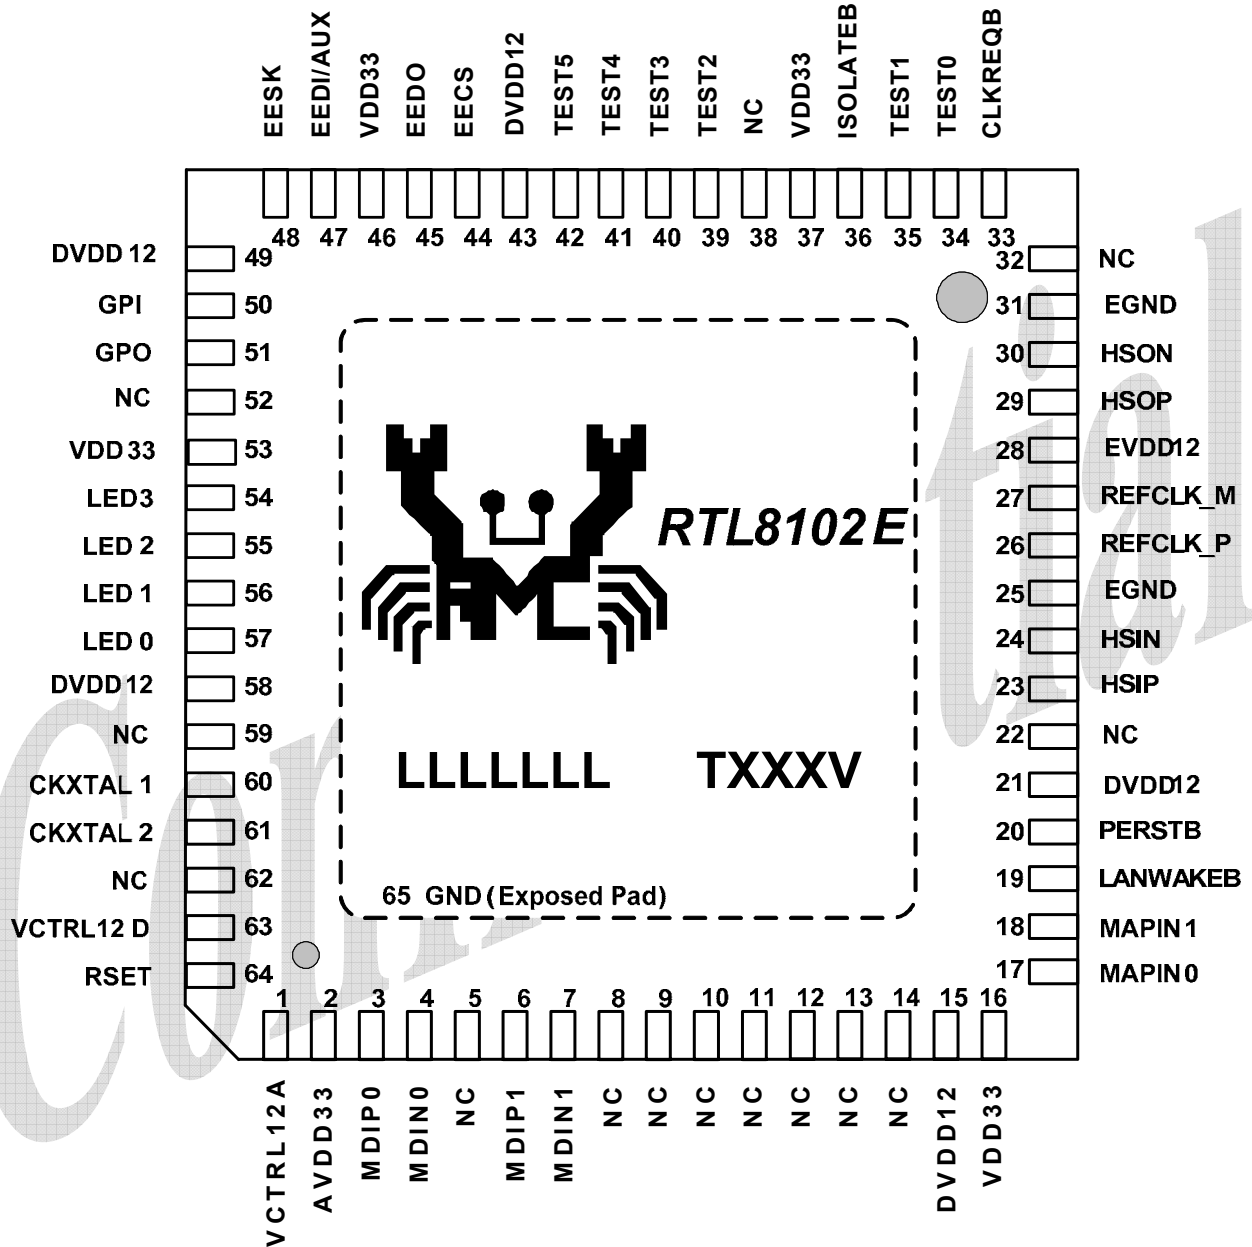 EESK
EEDI/AUX
VDD33
EEDO
EECS
DVDD12
TEST5
TEST4
TEST3
TEST2
NC
VDD33
ISOLATEB
TEST1
TEST0
CLKREQB
48 47 46 45 44 43 42 41 40 39 38 37 36 35 34 33
DVDD 12 49
GPI 50
GPO 51
NC 52
VDD 33 53
LED3 54
LED 2 55
LED 1 56
LED 0 57
DVDD 12 58
NC 59
CKXTAL 1 60
CKXTAL 2 61
NC 62
VCTRL12 D 63
RSET 64
RTL8102E
LLLLLLL TXXXV
65 GND (Exposed Pad)
32 NC
31 EGND
30 HSON
29 HSOP
28 EVDD12
27 REFCLK_M
26 REFCLK_P
25 EGND
24 HSIN
23 HSIP
22 NC
21 DVDD12
20 PERSTB
19 LANWAKEB
18 MAPIN1
17 MAPIN0
1 2 3 4 5 6 7 8 9 10 11 12 13 14 15 16
VCTRL12A
AVDD33
MDIP0
MDIN0
NC
MDIP1
MDIN1
NC
NC
NC
NC
NC
NC
NC
DVDD12
VDD33